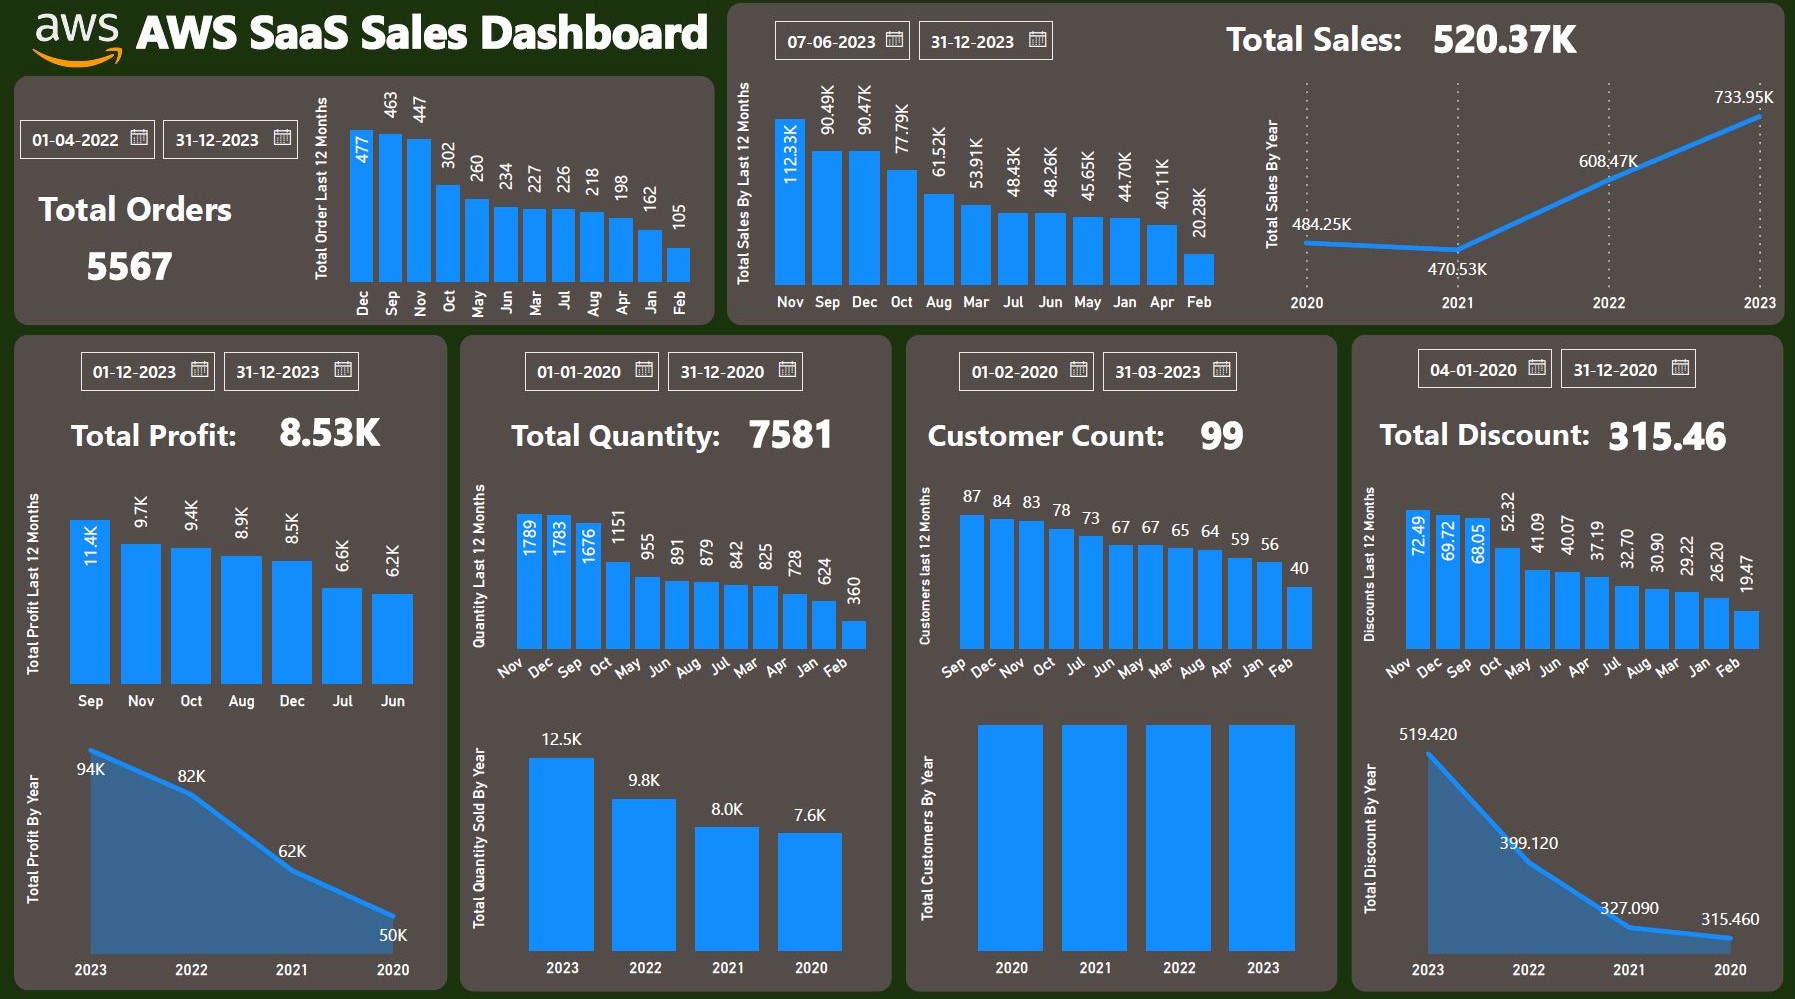 aws AWS SaaS Sales Dashboard
01-04-2022 31-12-2023
Total Orders
5567
Total Order Last 12 Months
477 463 447 302 260 234 227 226 218 198 162 105
Dec Sep Nov Oct May Jun Mar Jul Aug Apr Jan Feb
07-06-2023 31-12-2023
Total Sales: 520.37K
Total Sales By Last 12 Months
112.33K 90.49K 90.47K 77.79K 61.52K 53.91K 48.43K 48.26K 45.65K 44.70K 40.11K 20.28K
Nov Sep Dec Oct Aug Mar Jul Jun May Jan Apr Feb
Total Sales By Year
484.25K 470.53K 608.47K 733.95K
2020 2021 2022 2023
01-12-2023 31-12-2023
Total Profit: 8.53K
Total Profit Last 12 Months
11.4K 9.7K 9.4K 8.9K 8.5K 6.6K 6.2K
Sep Nov Oct Aug Dec Jul Jun
Total Profit By Year
94K 82K 62K 50K
2023 2022 2021 2020
01-01-2020 31-12-2020
Total Quantity: 7581
Quantity Last 12 Months
1789 1783 1676 1151 955 891 879 842 825 728 624 360
Nov Dec Sep Oct May Jun Aug Jul Mar Apr Jan Feb
Total Quantity Sold By Year
12.5K 9.8K 8.0K 7.6K
2023 2022 2021 2020
01-02-2020 31-03-2023
Customer Count: 99
Customers last 12 Months
87 84 83 78 73 67 67 65 64 59 56 40
Sep Dec Nov Oct Jul Jun May Mar Aug Apr Jan Feb
Total Customers By Year
2020 2021 2022 2023
04-01-2020 31-12-2020
Total Discount: 315.46
Discounts Last 12 Months
72.49 69.72 68.05 52.32 41.09 40.07 37.19 32.70 30.90 29.22 26.20 19.47
Nov Dec Sep Oct May Jun Apr Jul Aug Mar Jan Feb
Total Discount By Year
519.420 399.120 327.090 315.460
2023 2022 2021 2020